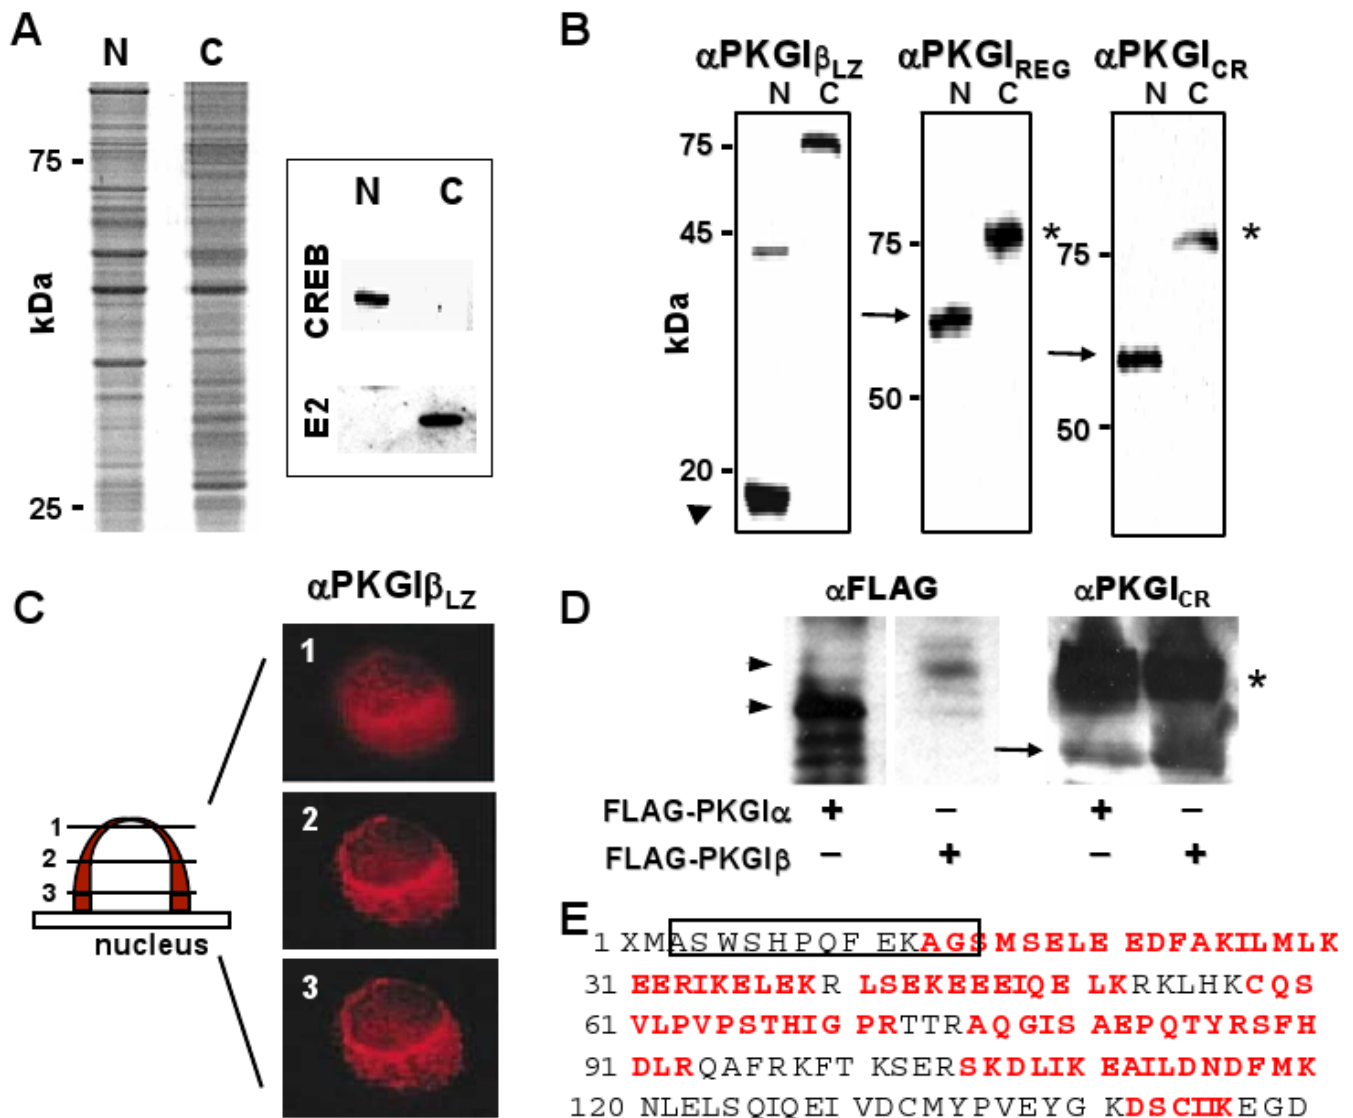 A
N C
75 -
kDa
25 -
N C
CREB
E2
B
αPKGIβLZ αPKGIREG αPKGICR
N C N C N C
75 -
45 -
kDa
20 -
75 -
50 -
*
75 -
50 -
*
C
αPKGIβLZ
1
2
3
1
2
3
nucleus
D
αFLAG αPKGICR
*
FLAG-PKGIα + − + −
FLAG-PKGIβ − + − +
E
1 XMASWSHPQF EKAGSMSELE EDFAKILMLK
31 EERIKELEKR LSEKEEEIQE LKRKLHKCQS
61 VLPVPSTHIG PRTTRAQGIS AEPQTYRSFH
91 DLRQAFRKFT KSERSKDLIK EAILDNDFMK
120 NLELSQIQEI VDCMYPVEYG KDSCIIKEGD